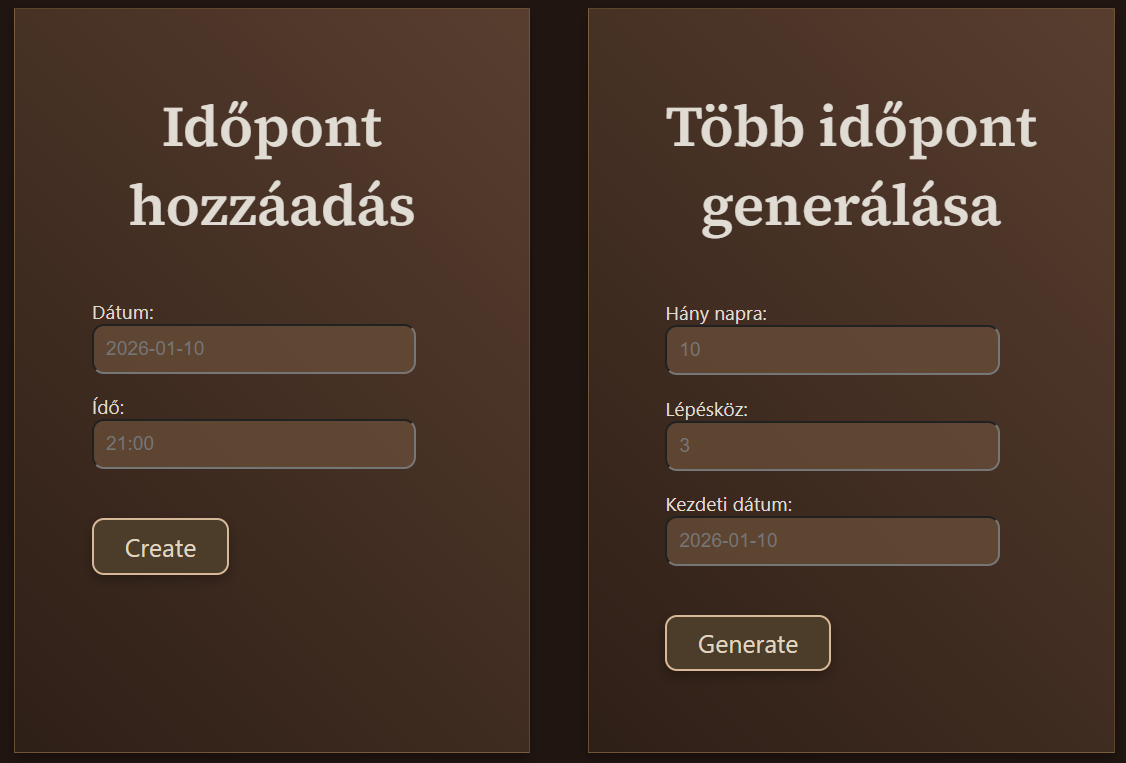 Időpont
hozzáadás
Dátum:
2026-01-10
Ídő:
21:00
Create
Több időpont
generálása
Hány napra:
10
Lépésköz:
3
Kezdeti dátum:
2026-01-10
Generate